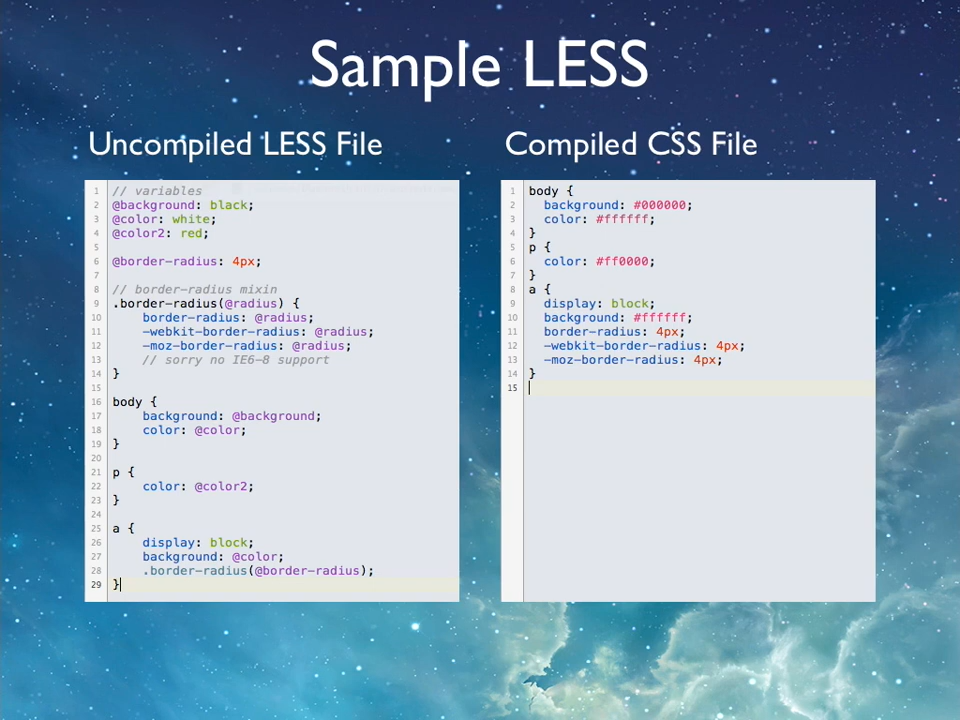 Sample LESS
Uncompiled LESS File
1 // variables
2 @background: black;
3 @color: white;
4 @color2: red;
5
6 @border-radius: 4px;
7
8 // border-radius mixin
9 .border-radius(@radius) {
10     border-radius: @radius;
11     -webkit-border-radius: @radius;
12     -moz-border-radius: @radius;
13     // sorry no IE6-8 support
14 }
15
16 body {
17     background: @background;
18     color: @color;
19 }
20
21 p {
22     color: @color2;
23 }
24
25 a {
26     display: block;
27     background: @color;
28     .border-radius(@border-radius);
29 }
Compiled CSS File
1 body {
2   background: #000000;
3   color: #ffffff;
4 }
5 p {
6   color: #ff0000;
7 }
8 a {
9   display: block;
10   background: #ffffff;
11   border-radius: 4px;
12   -webkit-border-radius: 4px;
13   -moz-border-radius: 4px;
14 }
15